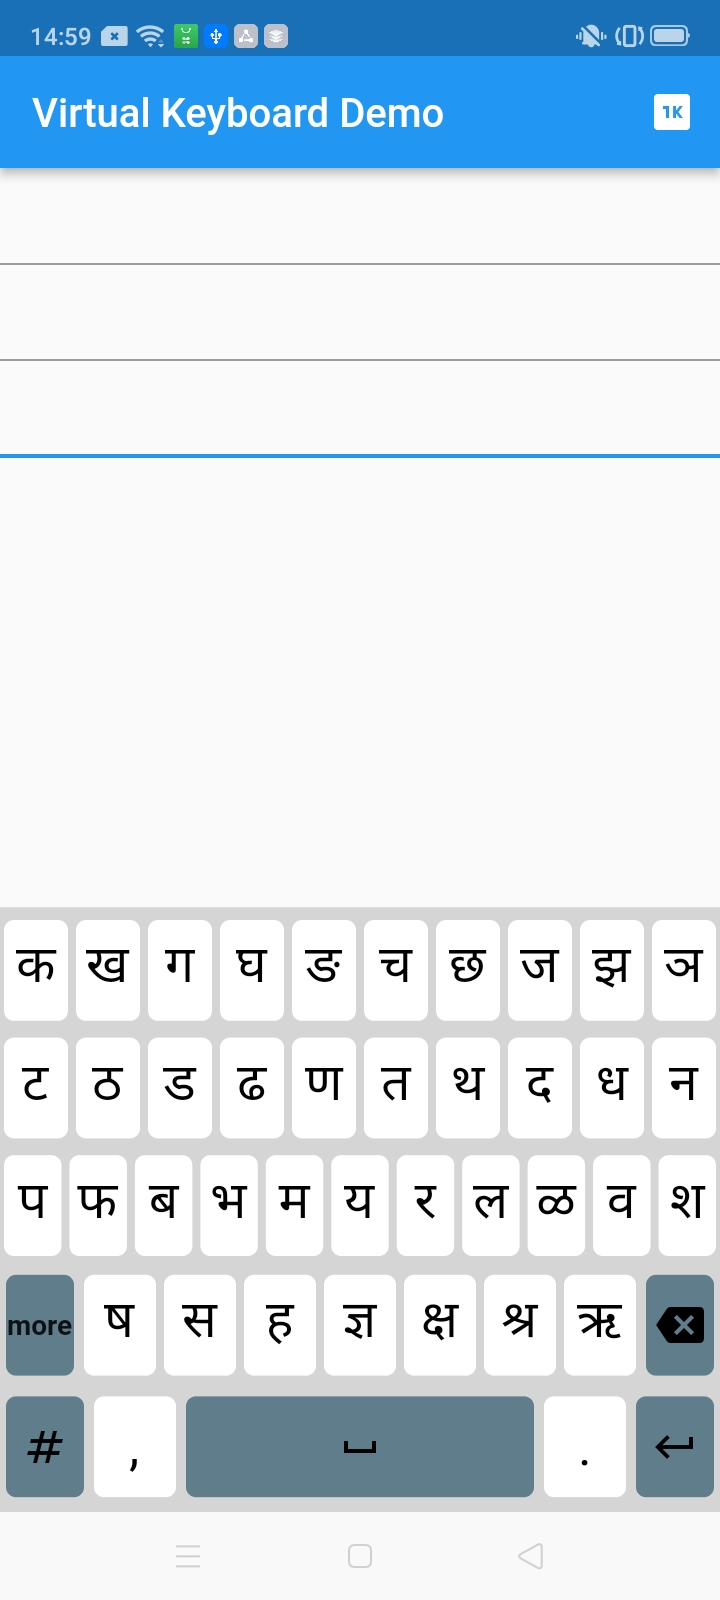 14:59
Virtual Keyboard Demo 1K
क ख ग घ ङ च छ ज झ ञ
ट ठ ड ढ ण त थ द ध न
प फ ब भ म य र ल ळ व श
more ष स ह ज्ञ क्ष श्र ऋ
# , .